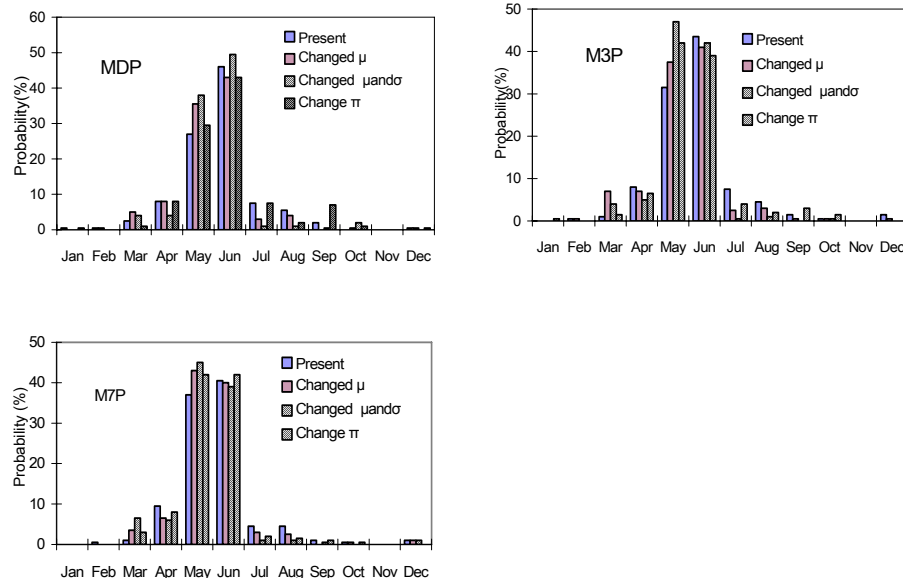 MDP
Probability(%)
60
50
40
30
20
10
0
Present
Changed µ
Changed µandσ
Change π
Jan Feb Mar Apr May Jun Jul Aug Sep Oct Nov Dec
M3P
Probability(%)
50
40
30
20
10
0
Present
Changed µ
Changed µandσ
Change π
Jan Feb Mar Apr May Jun Jul Aug Sep Oct Nov Dec
M7P
Probability (%)
50
40
30
20
10
0
Present
Changed µ
Changed µandσ
Change π
Jan Feb Mar Apr May Jun Jul Aug Sep Oct Nov Dec